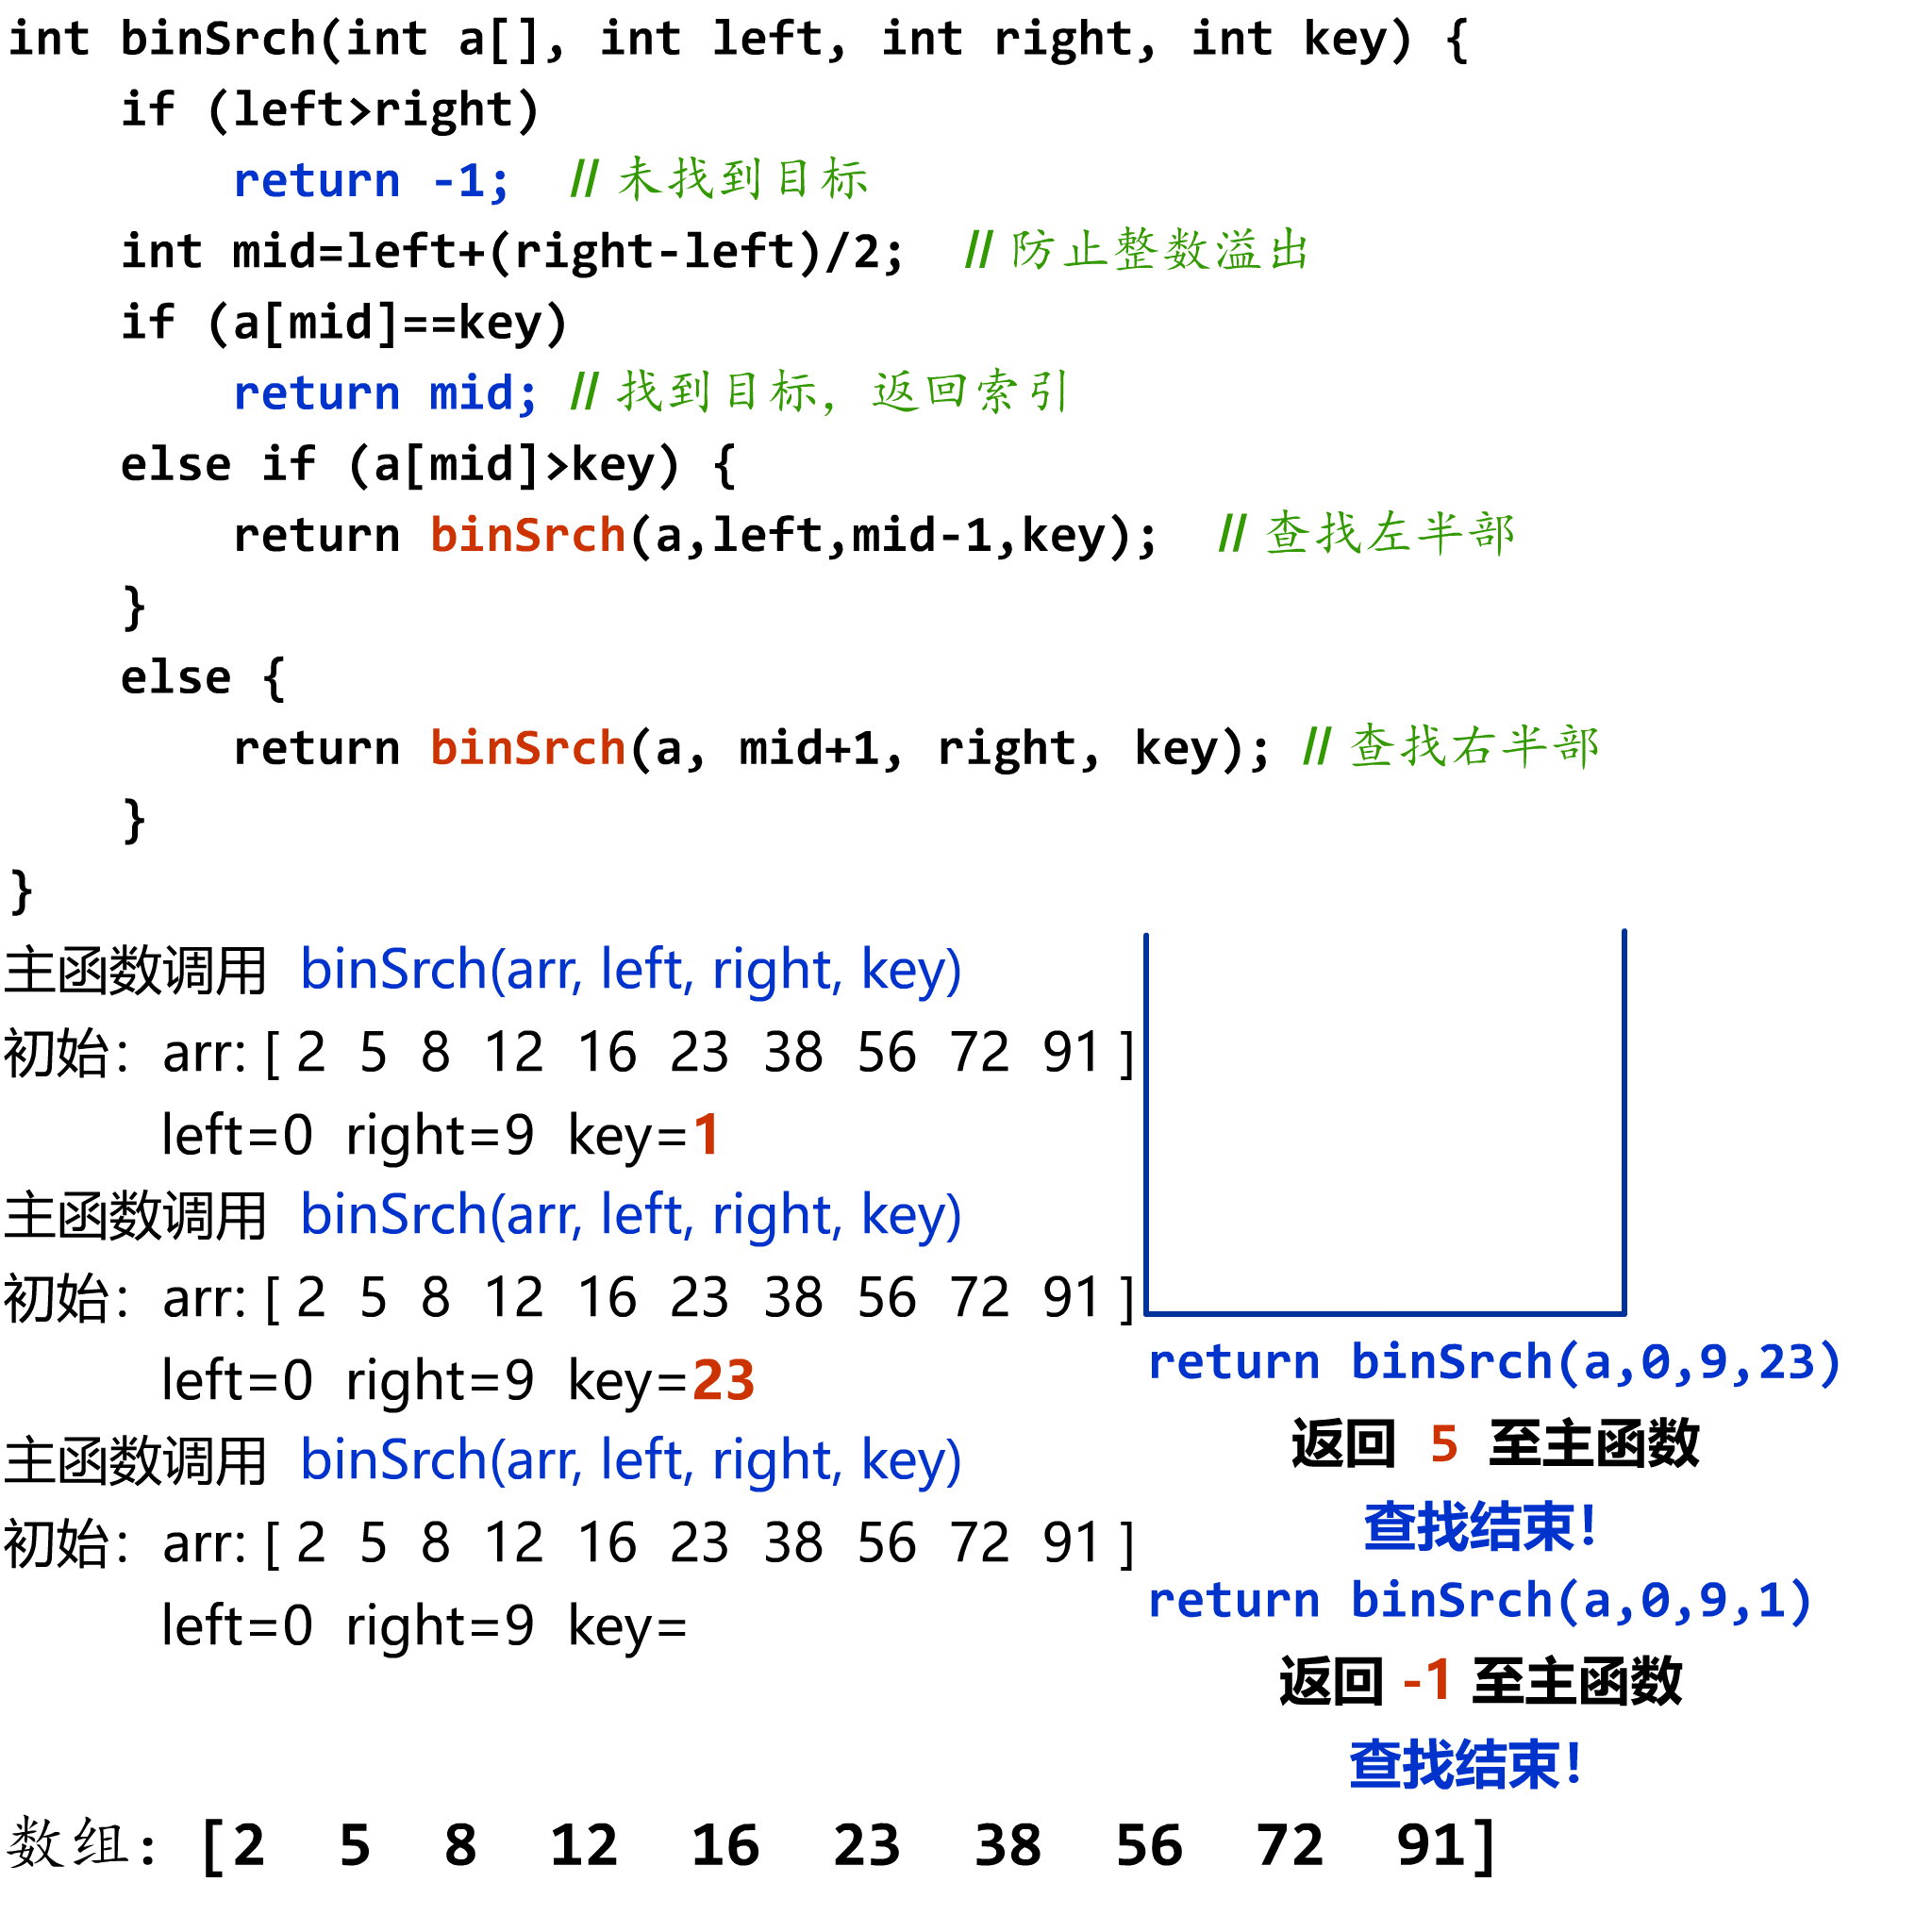 int binSrch(int a[], int left, int right, int key) {
if (left>right)
return -1; // 未找到目标
int mid=left+(right-left)/2; // 防止整数溢出
if (a[mid]==key)
return mid; // 找到目标，返回索引
else if (a[mid]>key) {
return binSrch(a,left,mid-1,key); // 查找左半部
}
else {
return binSrch(a, mid+1, right, key); // 查找右半部
}
}
主函数调用 binSrch(arr, left, right, key)
初始：arr: [ 2 5 8 12 16 23 38 56 72 91 ]
left=0 right=9 key=1
主函数调用 binSrch(arr, left, right, key)
初始：arr: [ 2 5 8 12 16 23 38 56 72 91 ]
left=0 right=9 key=23
主函数调用 binSrch(arr, left, right, key)
初始：arr: [ 2 5 8 12 16 23 38 56 72 91 ]
left=0 right=9 key=
return binSrch(a,0,9,23)
返回 5 至主函数
查找结束！
return binSrch(a,0,9,1)
返回 -1 至主函数
查找结束！
数组：[2 5 8 12 16 23 38 56 72 91]